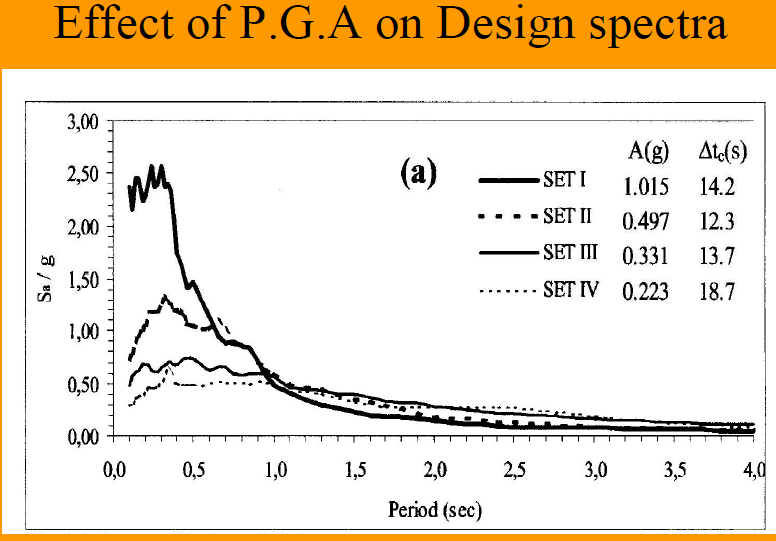 Effect of P.G.A on Design spectra
(a)
A(g) Δtc(s)
SET I 1.015 14.2
SET II 0.497 12.3
SET III 0.331 13.7
SET IV 0.223 18.7
Sa / g
3,00
2,50
2,00
1,50
1,00
0,50
0,00
0,0 0,5 1,0 1,5 2,0 2,5 3,0 3,5 4,0
Period (sec)